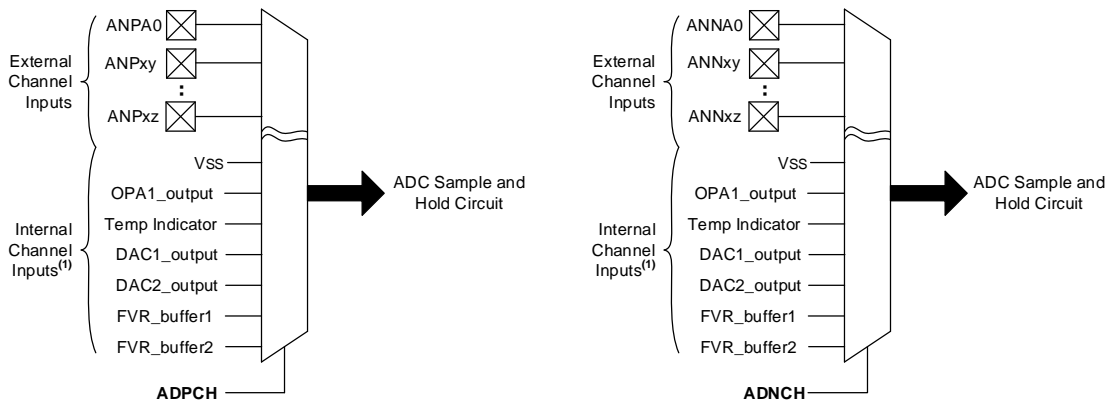 ANPA0
External
Channel
Inputs
ANPxy
ANPxz
VSS
OPA1_output
Temp Indicator
Internal
Channel
Inputs(1)
DAC1_output
DAC2_output
FVR_buffer1
FVR_buffer2
ADPCH
ADC Sample and
Hold Circuit
ANNA0
External
Channel
Inputs
ANNxy
ANNxz
VSS
OPA1_output
Temp Indicator
Internal
Channel
Inputs(1)
DAC1_output
DAC2_output
FVR_buffer1
FVR_buffer2
ADNCH
ADC Sample and
Hold Circuit